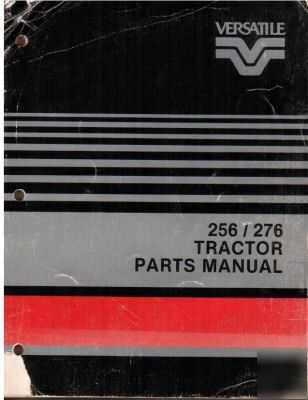 VERSATILE
256 / 276
TRACTOR
PARTS MANUAL